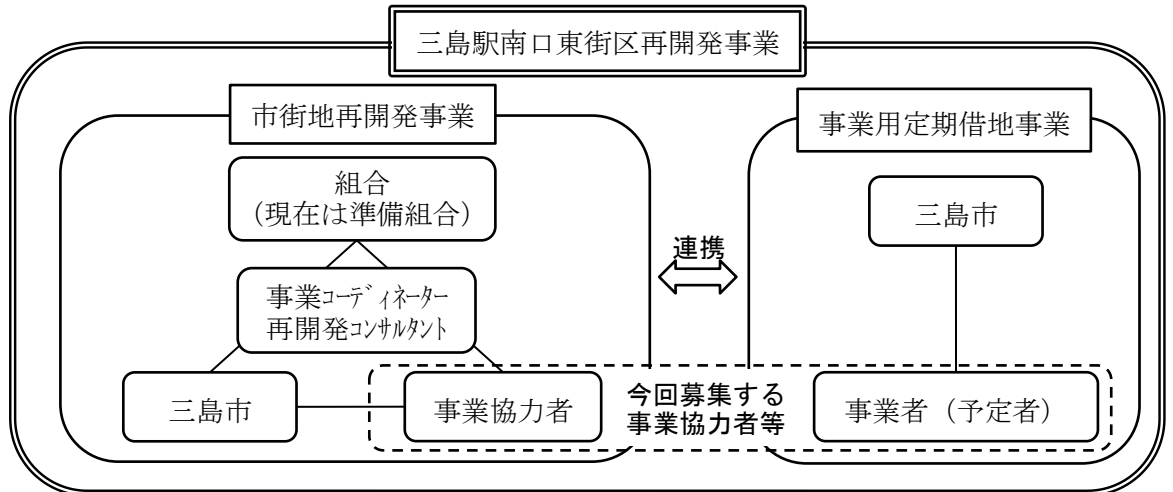 三島駅南口東街区再開発事業
市街地再開発事業
事業用定期借地事業
組合
（現在は準備組合）
三島市
連携
事業ｺｰﾃﾞｨﾈｰﾀｰ
再開発ｺﾝｻﾙﾀﾝﾄ
三島市
事業協力者
今回募集する
事業協力者等
事業者（予定者）